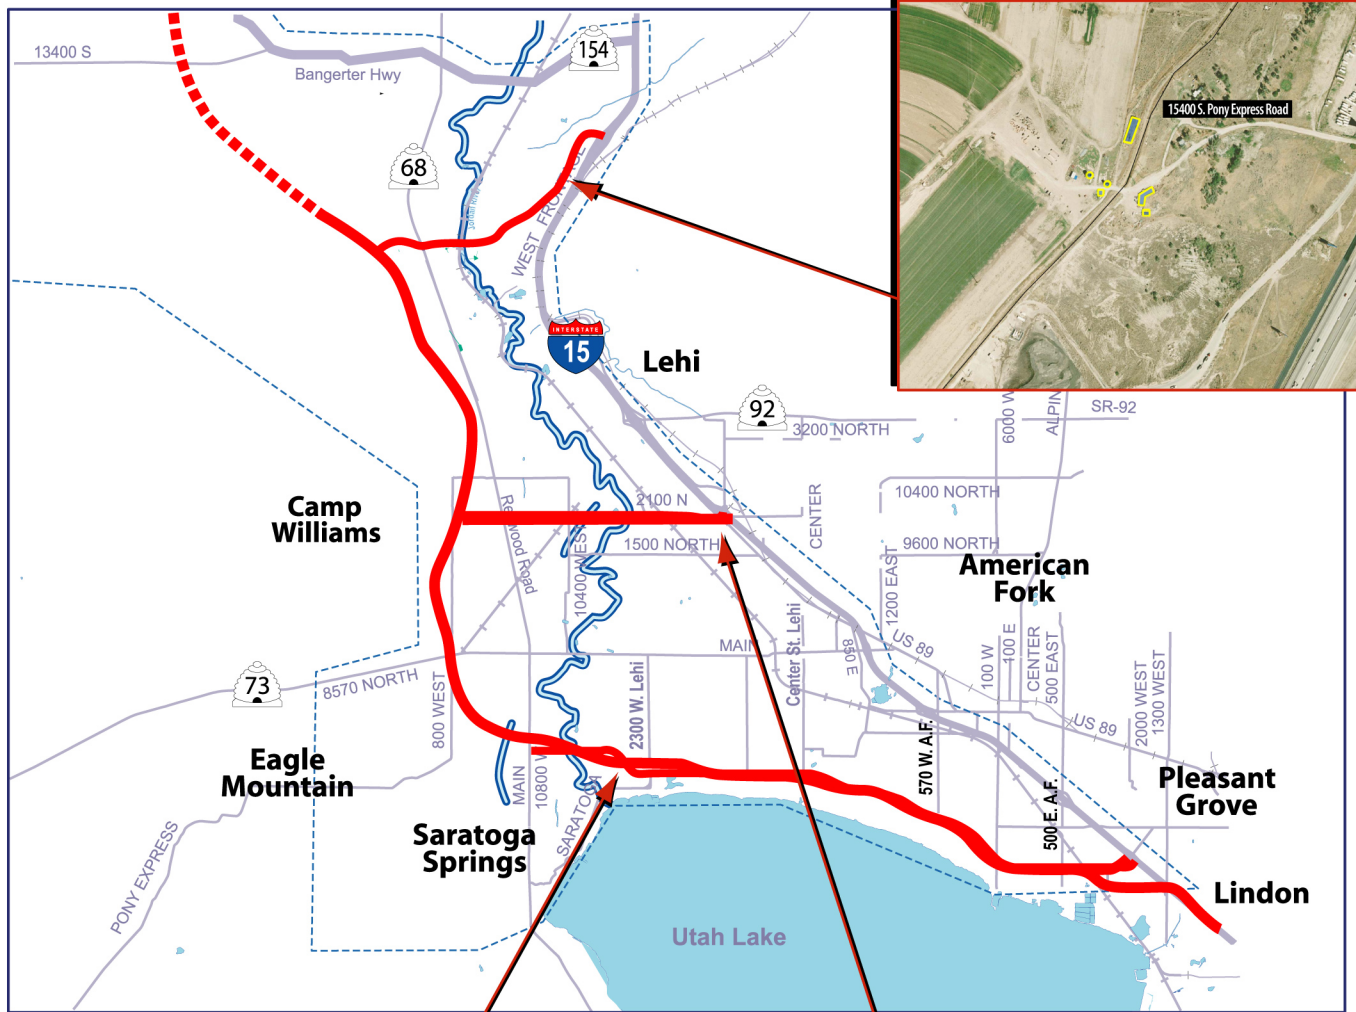 13400 S
Bangerter Hwy
154
15400 S. Pony Express Road
68
Jordan River
WEST FRONTAGE
INTERSTATE
15
Lehi
92
SR-92
3200 NORTH
6000 W
ALPINE
Camp
Williams
Redwood Road
2100 N
10400 WEST
1500 NORTH
CENTER
10400 NORTH
9600 NORTH
1200 EAST
American
Fork
73
8570 NORTH
800 WEST
MAIN
2300 W. Lehi
Center St. Lehi
850 E
US 89
100 W
100 E
CENTER
500 EAST
2000 WEST
1300 WEST
US 89
Eagle
Mountain
MAIN
10800 W
SARATOGA
570 W. A.F.
500 E. A.F.
Pleasant
Grove
PONY EXPRESS
Saratoga
Springs
Lindon
Utah Lake